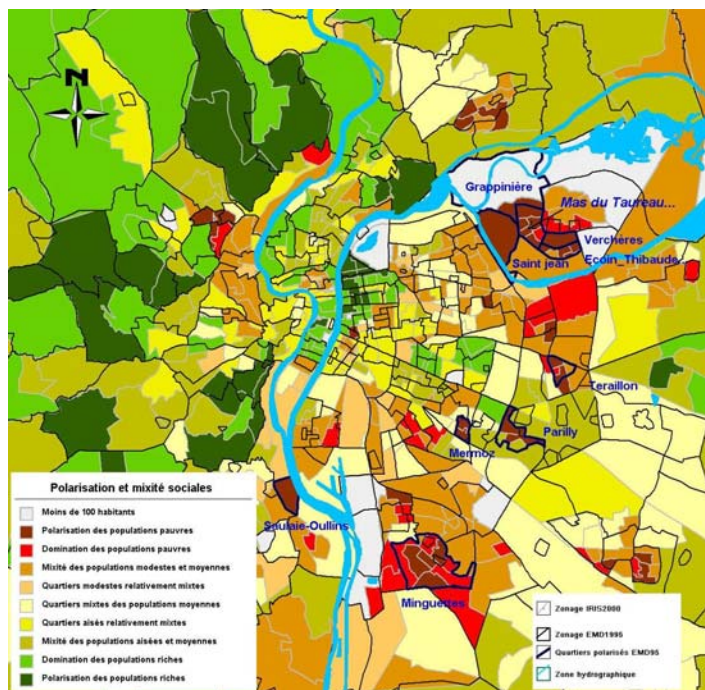 N
Grappinière
Mas du Taureau...
Verchères
Saint jean
Ecoin_Thibaude
Teraillon
Parilly
Mermoz
Saulaie-Oullins
Minguettes
Polarisation et mixité sociales
Moins de 100 habitants
Polarisation des populations pauvres
Domination des populations pauvres
Mixité des populations modestes et moyennes
Quartiers modestes relativement mixtes
Quartiers mixtes des populations moyennes
Quartiers aisés relativement mixtes
Mixité des populations aisées et moyennes
Domination des populations riches
Polarisation des populations riches
Zonage IRIS2000
Zonage EMD1995
Quartiers polarisés EMD95
Zone hydrographique